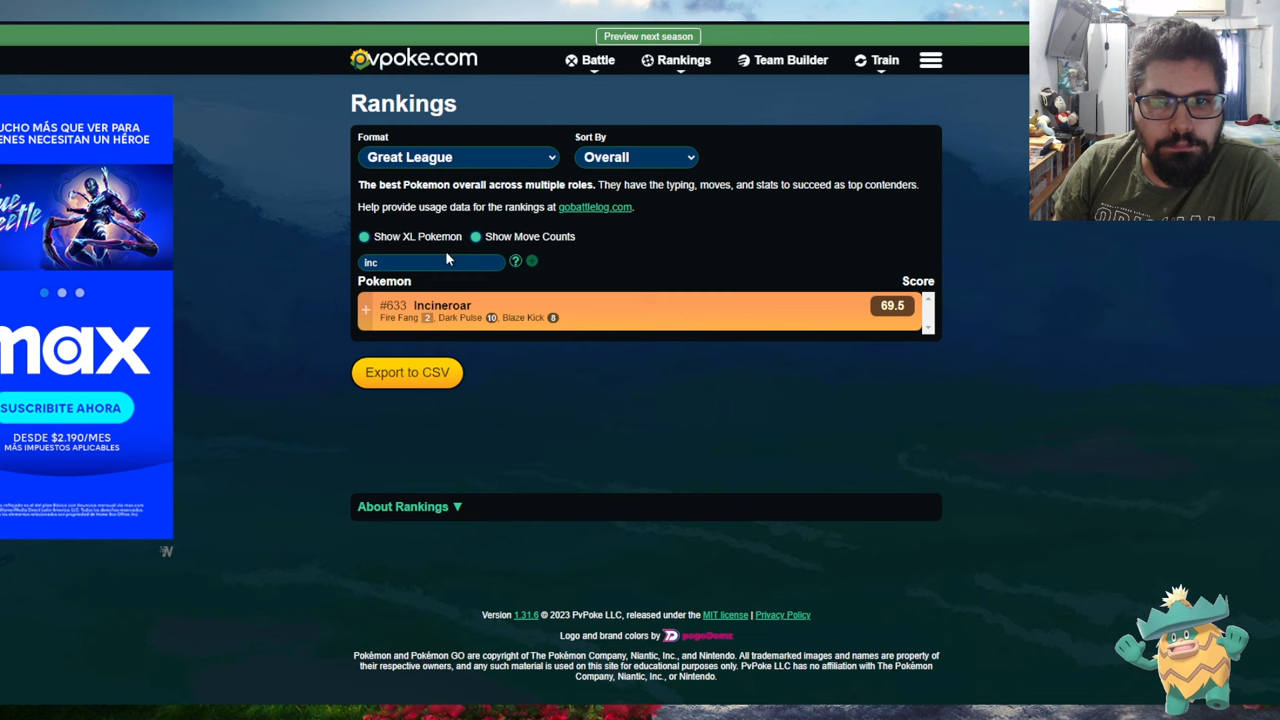 Preview next season
pvpoke.com
Battle
Rankings
Team Builder
Train
Rankings
Format
Sort By
Great League
Overall
The best Pokemon overall across multiple roles. They have the typing, moves, and stats to succeed as top contenders.
Help provide usage data for the rankings at gobattlelog.com.
Show XL Pokemon
Show Move Counts
inc
?
+
Pokemon
Score
+
#633 Incineroar
69.5
Fire Fang 2, Dark Pulse 10, Blaze Kick 8
Export to CSV
About Rankings ▼
Version 1.31.6 © 2023 PvPoke LLC, released under the MIT license | Privacy Policy
Logo and brand colors by pogoDomz
Pokémon and Pokémon GO are copyright of The Pokémon Company, Niantic, Inc., and Nintendo. All trademarked images and names are property of
their respective owners, and any such material is used on this site for educational purposes only. PvPoke LLC has no affiliation with The Pokémon
Company, Niantic, Inc., or Nintendo.
UCHO MÁS QUE VER PARA
ENES NECESITAN UN HÉROE
max
SUSCRIBITE AHORA
DESDE $2.190/MES
MÁS IMPUESTOS APLICABLES